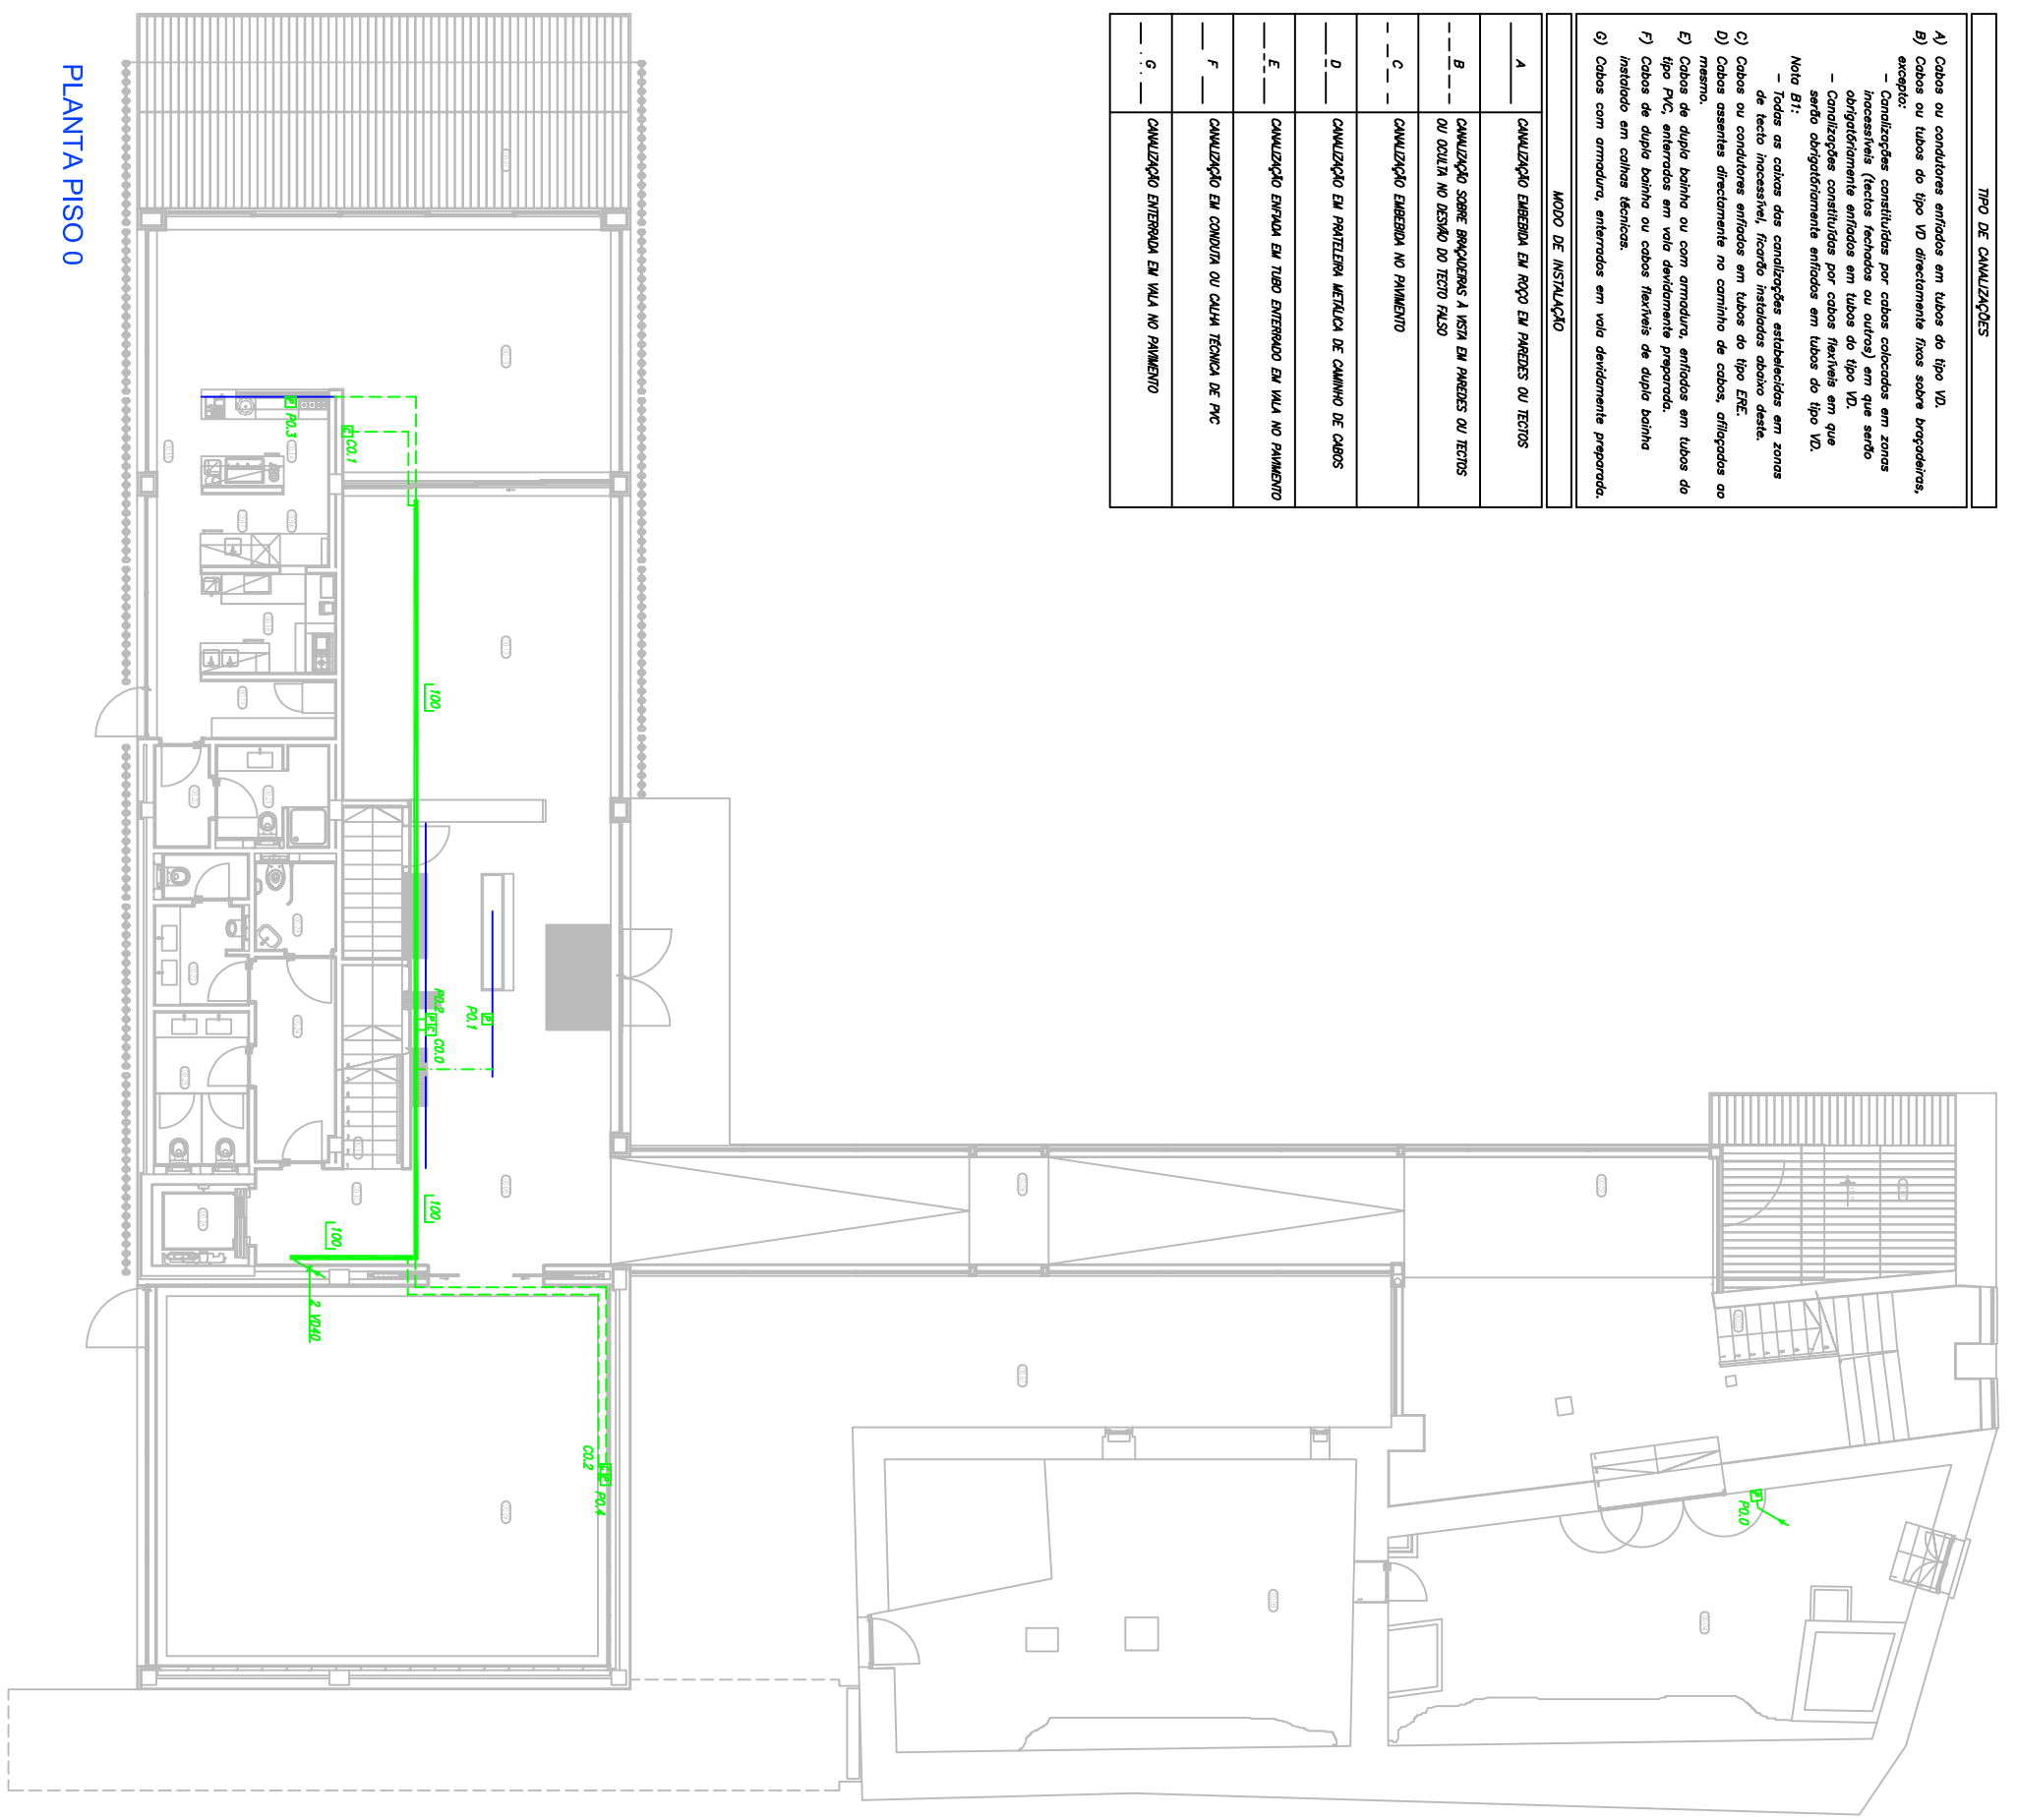 TIPO DE CANALIZAÇÕES
A) Cabos ou condutores enfiados em tubos do tipo VD.
B) Cabos ou tubos do tipo VD directamente fixos sobre braçadeiras,
excepto:
– Canalizações constituídas por cabos colocados em zonas
inacessíveis (tectos fechados ou outros) em que serão
obrigatóriamente enfiados em tubos do tipo VD.
– Canalizações constituídas por cabos flexíveis em que
serão obrigatóriamente enfiados em tubos do tipo VD.
Nota B1:
– Todas as caixas das canalizações estabelecidas em zonas
de tecto inacessível, ficarão instaladas abaixo deste.
C) Cabos ou condutores enfiados em tubos do tipo ERE.
D) Cabos assentes directamente no caminho de cabos, afilaçados ao
mesmo.
E) Cabos de dupla bainha ou com armadura, enfiados em tubos do
tipo PVC, enterrados em vala devidamente preparada.
F) Cabos de dupla bainha ou cabos flexíveis de dupla bainha
instalado em calhas técnicas.
G) Cabos com armadura, enterrados em vala devidamente preparada.
MODO DE INSTALAÇÃO
A CANALIZAÇÃO EMBEBIDA EM ROÇO EM PAREDES OU TECTOS
B CANALIZAÇÃO SOBRE BRAÇADEIRAS À VISTA EM PAREDES OU TECTOS
OU OCULTA NO DESVÃO DO TECTO FALSO
C CANALIZAÇÃO EMBEBIDA NO PAVIMENTO
D CANALIZAÇÃO EM PRATELEIRA METÁLICA DE CAMINHO DE CABOS
E CANALIZAÇÃO ENFIADA EM TUBO ENTERRADO EM VALA NO PAVIMENTO
F CANALIZAÇÃO EM CONDUTA OU CALHA TÉCNICA DE PVC
G CANALIZAÇÃO ENTERRADA EM VALA NO PAVIMENTO
P0.3
C0.1
100
P0.2
C0.0
P0.1
100
100
2 VD40
C0.2
P0.4
P0.0
PLANTA PISO 0